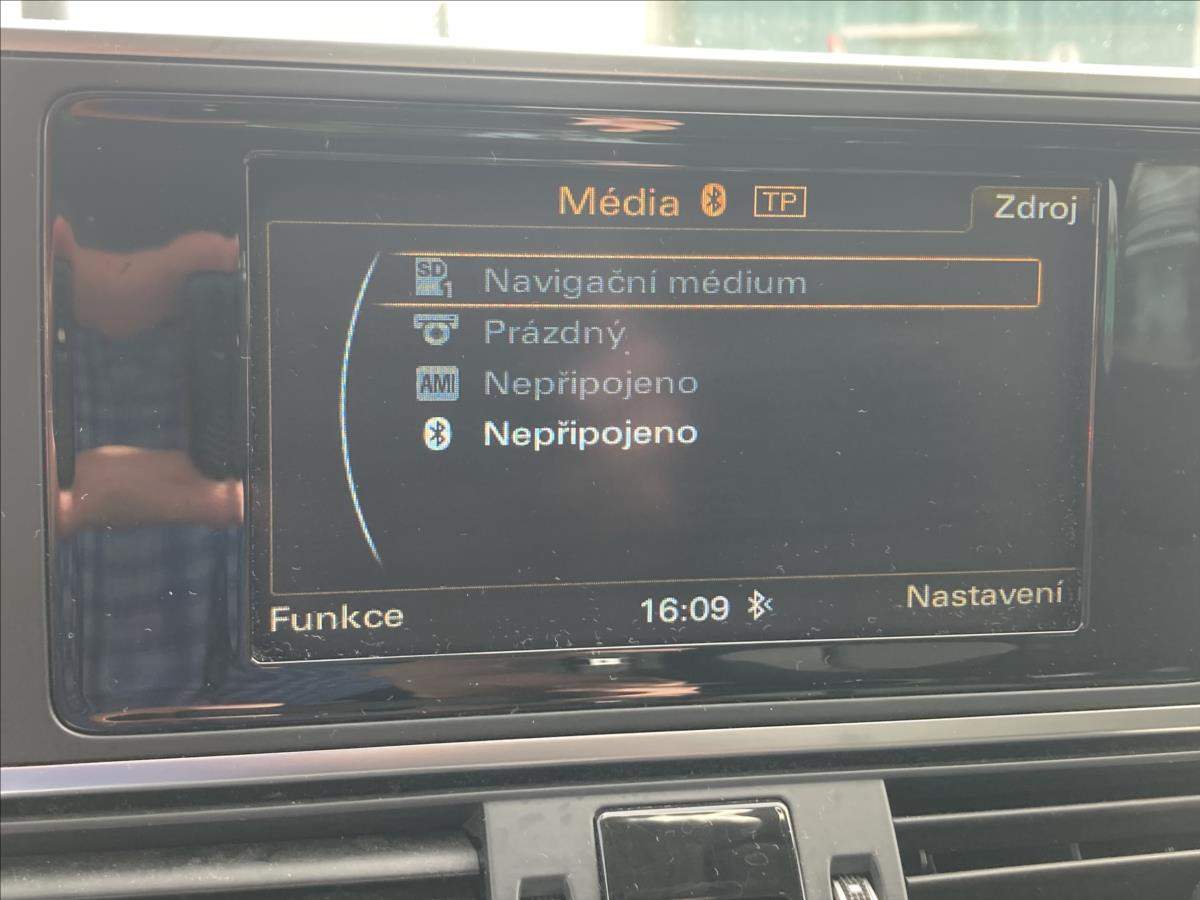 Média TP
Zdroj
SD 1 Navigační médium
Prázdný
AMI Nepřipojeno
Nepřipojeno
Funkce 16:09 Nastavení